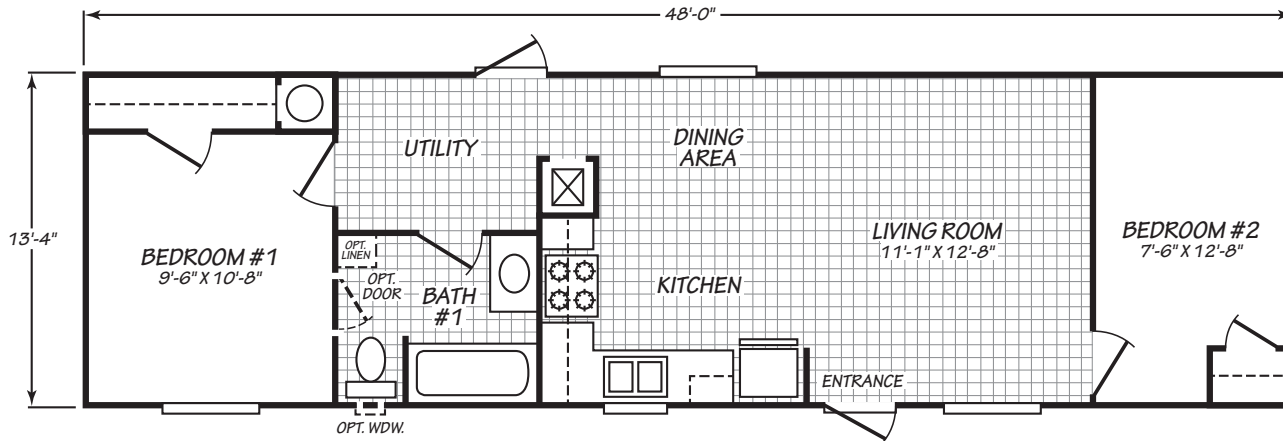 48'-0"
13'-4"
UTILITY
DINING
AREA
BEDROOM #1
9'-6" X 10'-8"
OPT.
LINEN
OPT.
DOOR
BATH
#1
KITCHEN
LIVING ROOM
11'-1" X 12'-8"
BEDROOM #2
7'-6" X 12'-8"
ENTRANCE
OPT. WDW.